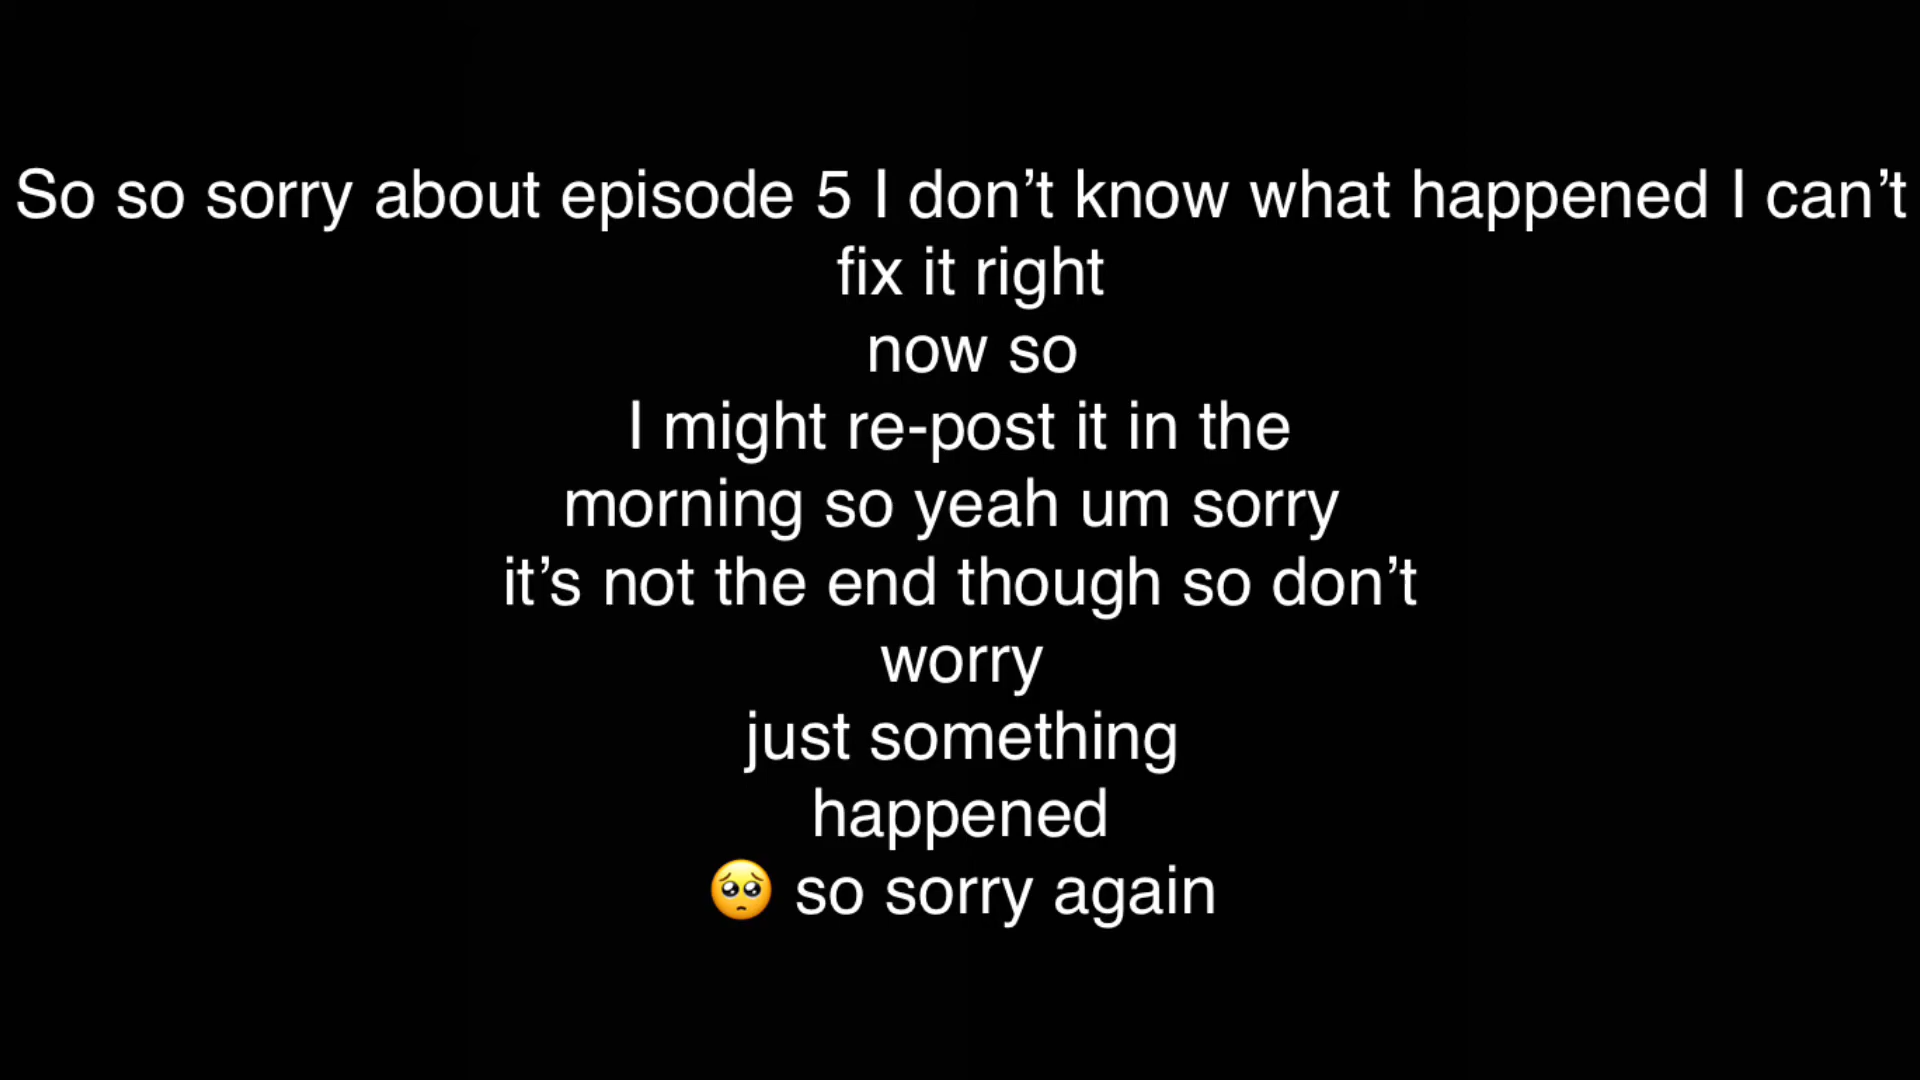 So so sorry about episode 5 I don’t know what happened I can’t
fix it right
now so
I might re-post it in the
morning so yeah um sorry
it’s not the end though so don’t
worry
just something
happened
🥺 so sorry again